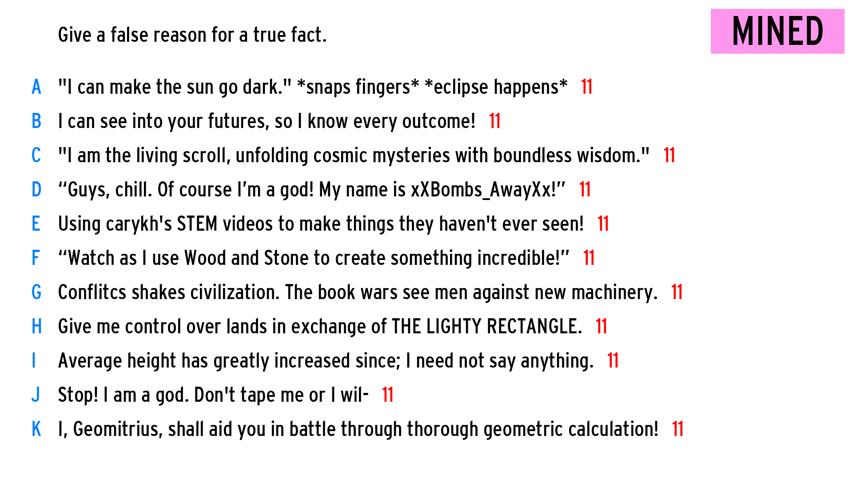 Give a false reason for a true fact.
MINED
A "I can make the sun go dark." *snaps fingers* *eclipse happens* 11
B I can see into your futures, so I know every outcome! 11
C "I am the living scroll, unfolding cosmic mysteries with boundless wisdom." 11
D “Guys, chill. Of course I’m a god! My name is xXBombs_AwayXx!” 11
E Using carykh's STEM videos to make things they haven't ever seen! 11
F “Watch as I use Wood and Stone to create something incredible!” 11
G Conflitcs shakes civilization. The book wars see men against new machinery. 11
H Give me control over lands in exchange of THE LIGHTY RECTANGLE. 11
I Average height has greatly increased since; I need not say anything. 11
J Stop! I am a god. Don't tape me or I wil- 11
K I, Geomitrius, shall aid you in battle through thorough geometric calculation! 11